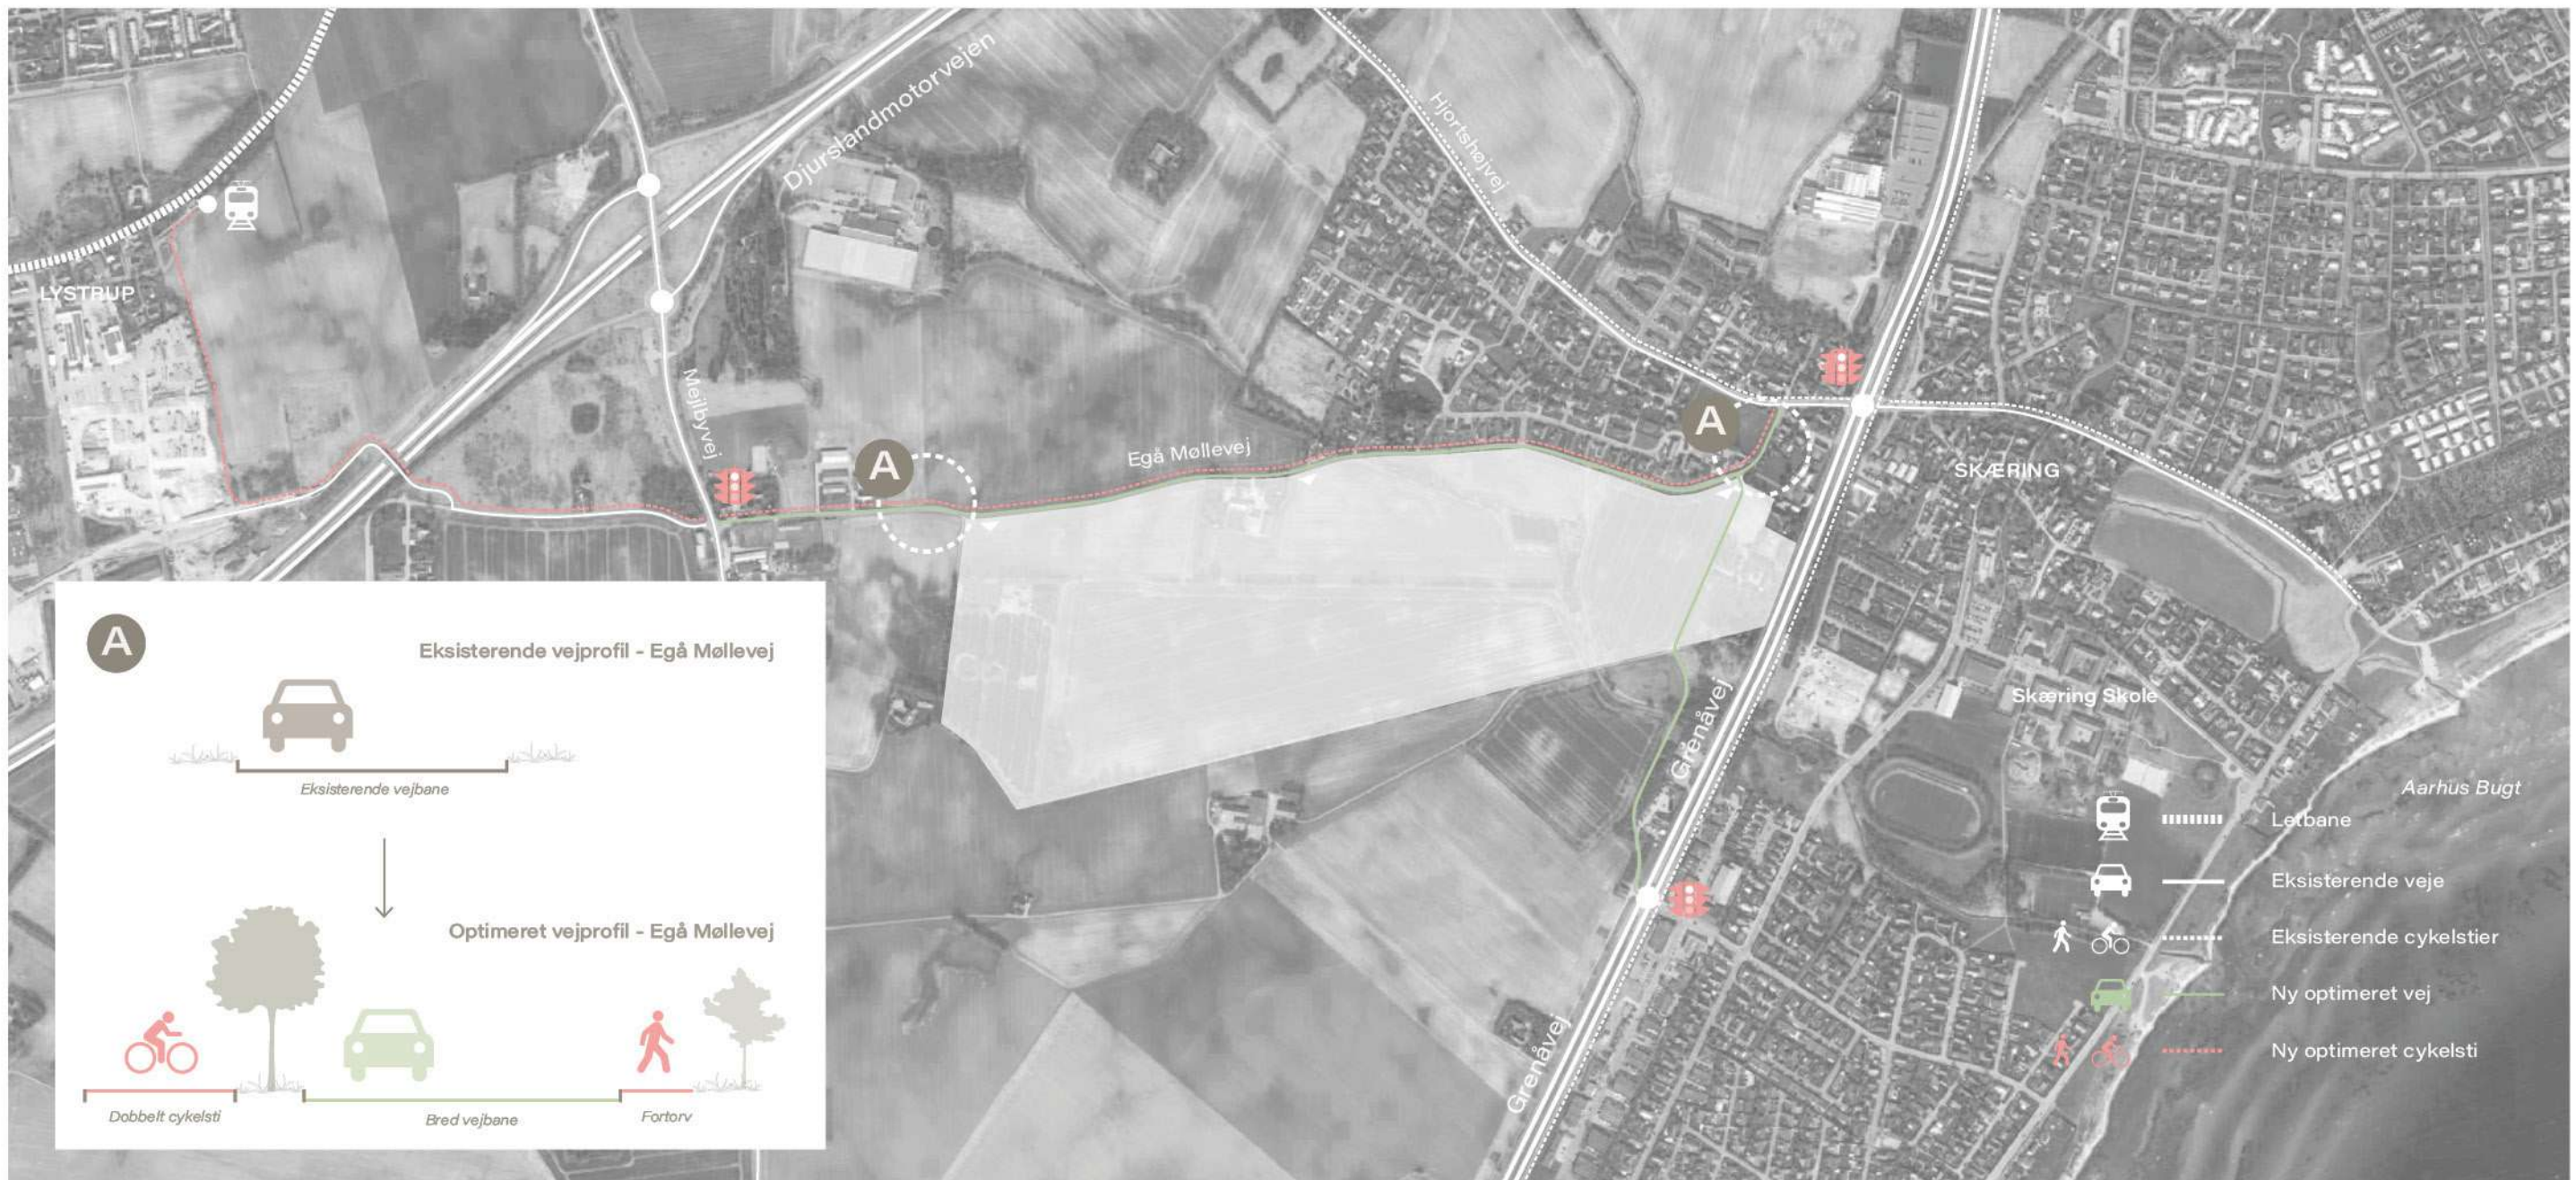 Djurslandmotorvejen
Hjortshøjvej
LYSTRUP
Mejlbyvej
A
Egå Møllevej
A
SKÆRING
A
Eksisterende vejprofil - Egå Møllevej
Eksisterende vejbane
Optimeret vejprofil - Egå Møllevej
Dobbelt cykelsti
Bred vejbane
Fortorv
Skæring Skole
Grenåvej
Grenåvej
Aarhus Bugt
Letbane
Eksisterende veje
Eksisterende cykelstier
Ny optimeret vej
Ny optimeret cykelsti